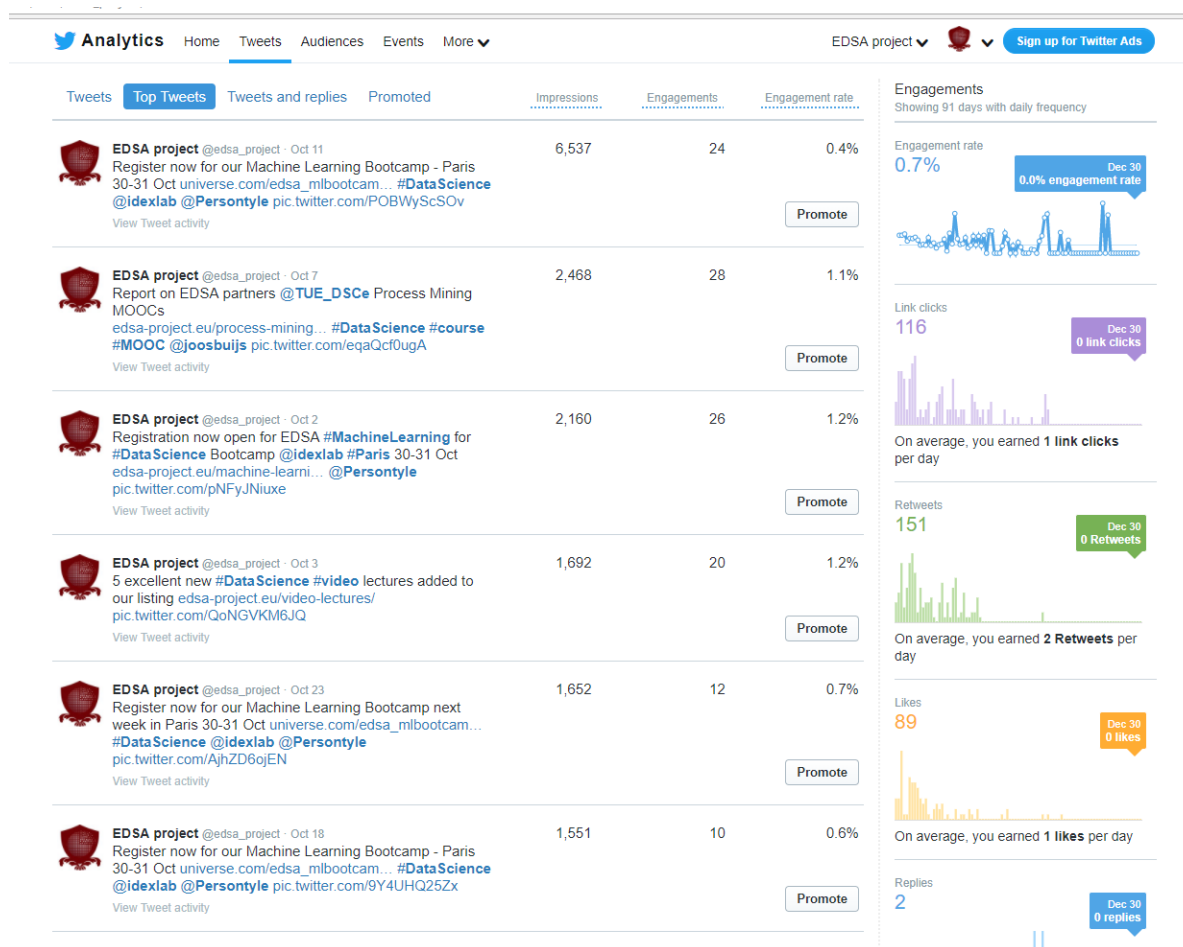 Analytics Home Tweets Audiences Events More EDSA project Sign up for Twitter Ads
Tweets Top Tweets Tweets and replies Promoted Impressions Engagements Engagement rate
EDSA project @edsa_project · Oct 11 6,537 24 0.4%
Register now for our Machine Learning Bootcamp - Paris
30-31 Oct universe.com/edsa_mlbootcam... #DataScience
@idexlab @Persontyle pic.twitter.com/POBWyScSOv
Promote
View Tweet activity
EDSA project @edsa_project · Oct 7 2,468 28 1.1%
Report on EDSA partners @TUE_DSCe Process Mining
MOOCs
edsa-project.eu/process-mining... #DataScience #course
#MOOC @joosbuijs pic.twitter.com/eqaQcf0ugA
Promote
View Tweet activity
EDSA project @edsa_project · Oct 2 2,160 26 1.2%
Registration now open for EDSA #MachineLearning for
#DataScience Bootcamp @idexlab #Paris 30-31 Oct
edsa-project.eu/machine-learni... @Persontyle
pic.twitter.com/pNFyJNiuxe
Promote
View Tweet activity
EDSA project @edsa_project · Oct 3 1,692 20 1.2%
5 excellent new #DataScience #video lectures added to
our listing edsa-project.eu/video-lectures/
pic.twitter.com/QoNGVKM6JQ
Promote
View Tweet activity
EDSA project @edsa_project · Oct 23 1,652 12 0.7%
Register now for our Machine Learning Bootcamp next
week in Paris 30-31 Oct universe.com/edsa_mlbootcam...
#DataScience @idexlab @Persontyle
pic.twitter.com/AjhZD6ojEN
Promote
View Tweet activity
EDSA project @edsa_project · Oct 18 1,551 10 0.6%
Register now for our Machine Learning Bootcamp - Paris
30-31 Oct universe.com/edsa_mlbootcam... #DataScience
@idexlab @Persontyle pic.twitter.com/9Y4UHQ25Zx
Promote
View Tweet activity
Engagements
Showing 91 days with daily frequency
Engagement rate
0.7%
Dec 30
0.0% engagement rate
Link clicks
116
Dec 30
0 link clicks
On average, you earned 1 link clicks
per day
Retweets
151
Dec 30
0 Retweets
On average, you earned 2 Retweets per
day
Likes
89
Dec 30
0 likes
On average, you earned 1 likes per day
Replies
2
Dec 30
0 replies